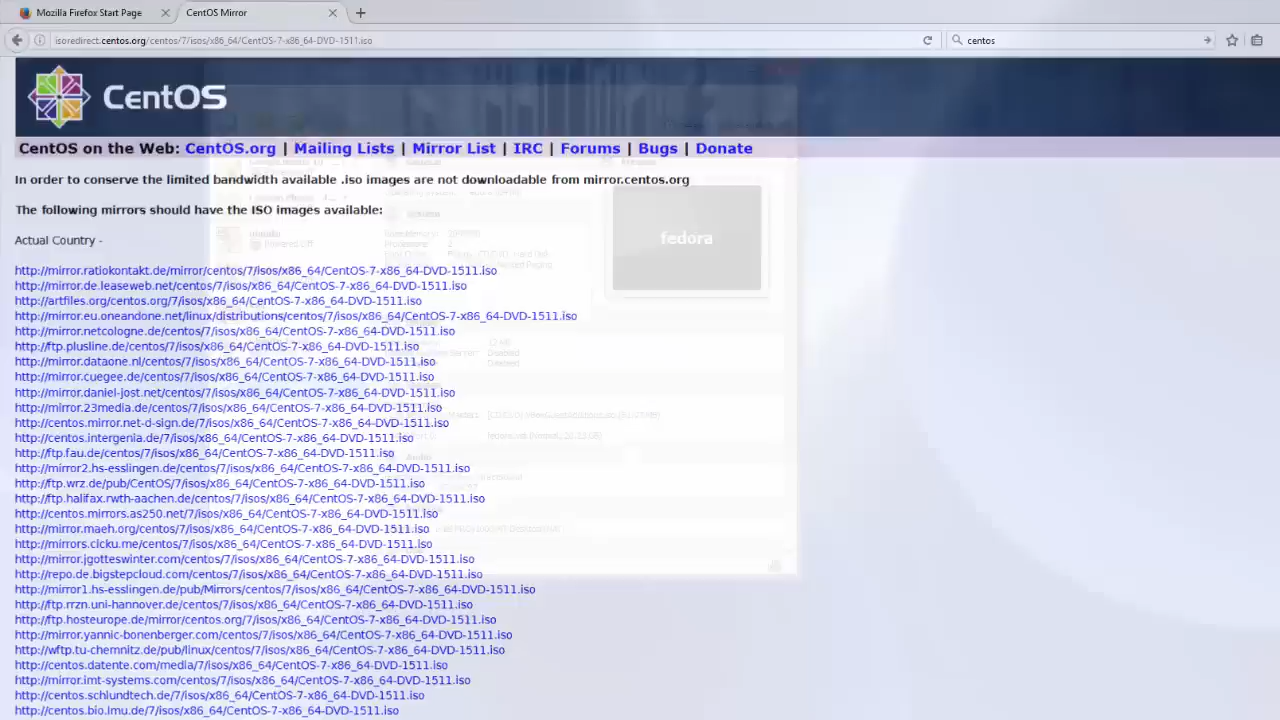 Mozilla Firefox Start Page
CentOS Mirror
isoredirect.centos.org/centos/7/isos/x86_64/CentOS-7-x86_64-DVD-1511.iso
centos
CentOS
CentOS on the Web: CentOS.org | Mailing Lists | Mirror List | IRC | Forums | Bugs | Donate
In order to conserve the limited bandwidth available .iso images are not downloadable from mirror.centos.org
The following mirrors should have the ISO images available:
fedora
Actual Country -
http://mirror.ratiokontakt.de/mirror/centos/7/isos/x86_64/CentOS-7-x86_64-DVD-1511.iso
http://mirror.de.leaseweb.net/centos/7/isos/x86_64/CentOS-7-x86_64-DVD-1511.iso
http://artfiles.org/centos.org/7/isos/x86_64/CentOS-7-x86_64-DVD-1511.iso
http://mirror.eu.oneandone.net/linux/distributions/centos/7/isos/x86_64/CentOS-7-x86_64-DVD-1511.iso
http://mirror.netcologne.de/centos/7/isos/x86_64/CentOS-7-x86_64-DVD-1511.iso
http://ftp.plusline.de/centos/7/isos/x86_64/CentOS-7-x86_64-DVD-1511.iso
http://mirror.dataone.nl/centos/7/isos/x86_64/CentOS-7-x86_64-DVD-1511.iso
http://mirror.cuegee.de/centos/7/isos/x86_64/CentOS-7-x86_64-DVD-1511.iso
http://mirror.daniel-jost.net/centos/7/isos/x86_64/CentOS-7-x86_64-DVD-1511.iso
http://mirror.23media.de/centos/7/isos/x86_64/CentOS-7-x86_64-DVD-1511.iso
http://centos.mirror.net-d-sign.de/7/isos/x86_64/CentOS-7-x86_64-DVD-1511.iso
http://centos.intergenia.de/7/isos/x86_64/CentOS-7-x86_64-DVD-1511.iso
http://ftp.fau.de/centos/7/isos/x86_64/CentOS-7-x86_64-DVD-1511.iso
http://mirror2.hs-esslingen.de/centos/7/isos/x86_64/CentOS-7-x86_64-DVD-1511.iso
http://ftp.wrz.de/pub/CentOS/7/isos/x86_64/CentOS-7-x86_64-DVD-1511.iso
http://ftp.halifax.rwth-aachen.de/centos/7/isos/x86_64/CentOS-7-x86_64-DVD-1511.iso
http://centos.mirrors.as250.net/7/isos/x86_64/CentOS-7-x86_64-DVD-1511.iso
http://mirror.maeh.org/centos/7/isos/x86_64/CentOS-7-x86_64-DVD-1511.iso
http://mirrors.cicku.me/centos/7/isos/x86_64/CentOS-7-x86_64-DVD-1511.iso
http://mirror.jgotteswinter.com/centos/7/isos/x86_64/CentOS-7-x86_64-DVD-1511.iso
http://repo.de.bigstepcloud.com/centos/7/isos/x86_64/CentOS-7-x86_64-DVD-1511.iso
http://mirror1.hs-esslingen.de/pub/Mirrors/centos/7/isos/x86_64/CentOS-7-x86_64-DVD-1511.iso
http://ftp.rrzn.uni-hannover.de/centos/7/isos/x86_64/CentOS-7-x86_64-DVD-1511.iso
http://ftp.hosteurope.de/mirror/centos.org/7/isos/x86_64/CentOS-7-x86_64-DVD-1511.iso
http://mirror.yannic-bonenberger.com/centos/7/isos/x86_64/CentOS-7-x86_64-DVD-1511.iso
http://wftp.tu-chemnitz.de/pub/linux/centos/7/isos/x86_64/CentOS-7-x86_64-DVD-1511.iso
http://centos.datente.com/media/7/isos/x86_64/CentOS-7-x86_64-DVD-1511.iso
http://mirror.imt-systems.com/centos/7/isos/x86_64/CentOS-7-x86_64-DVD-1511.iso
http://centos.schlundtech.de/7/isos/x86_64/CentOS-7-x86_64-DVD-1511.iso
http://centos.bio.lmu.de/7/isos/x86_64/CentOS-7-x86_64-DVD-1511.iso